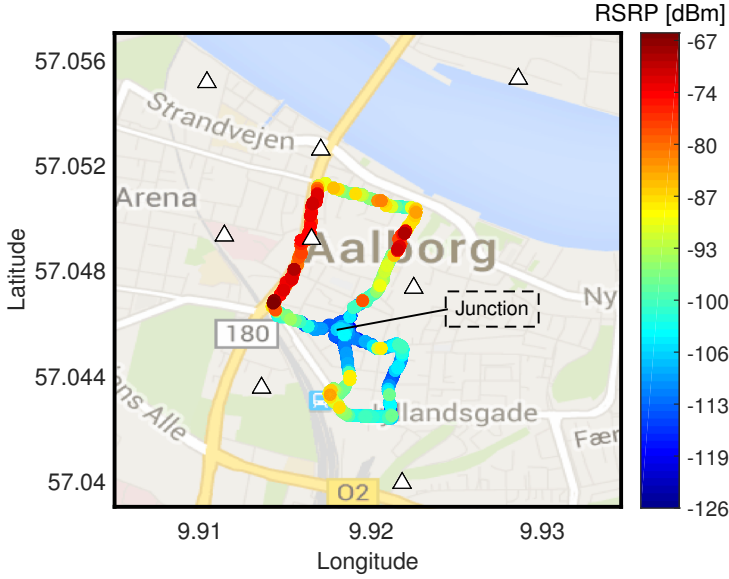 RSRP [dBm]
57.056
57.052
57.048
57.044
57.04
Latitude
9.91
9.92
9.93
Longitude
-67
-74
-80
-87
-93
-100
-106
-113
-119
-126
Strandvejen
Arena
Aalborg
Ny
Junction
180
ens Alle
Jyllandsgade
Fær
O2